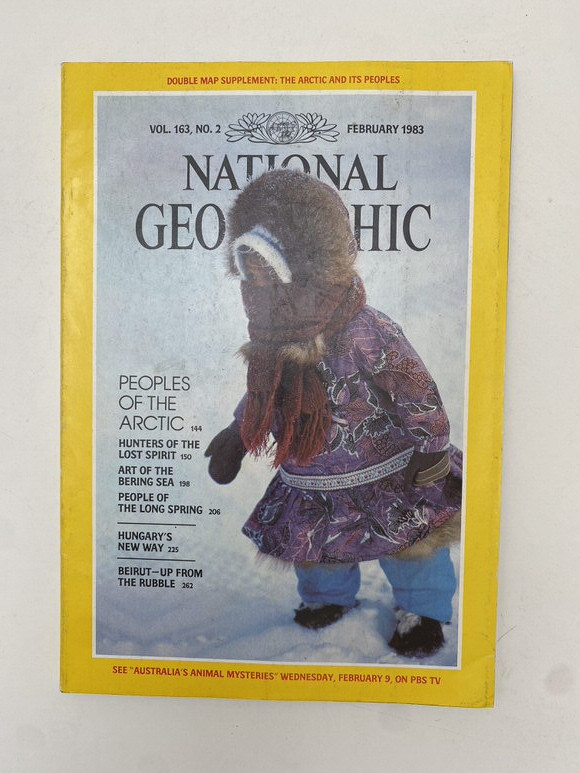 DOUBLE MAP SUPPLEMENT: THE ARCTIC AND ITS PEOPLES
VOL. 163, NO. 2 FEBRUARY 1983
NATIONAL
GEO HIC
PEOPLES
OF THE
ARCTIC 144
HUNTERS OF THE
LOST SPIRIT 150
ART OF THE
BERING SEA 198
PEOPLE OF
THE LONG SPRING 206
HUNGARY'S
NEW WAY 225
BEIRUT—UP FROM
THE RUBBLE 262
SEE "AUSTRALIA'S ANIMAL MYSTERIES" WEDNESDAY, FEBRUARY 9, ON PBS TV